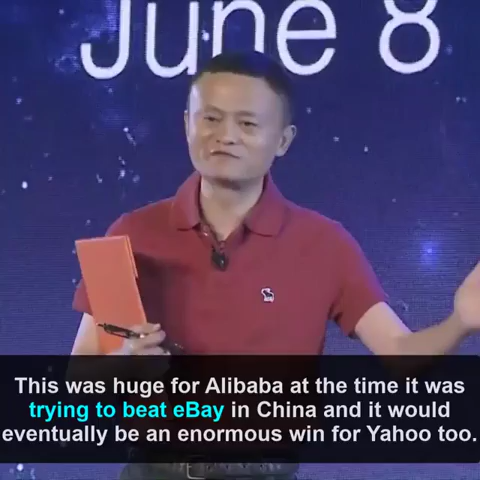 June 8
This was huge for Alibaba at the time it was
trying to beat eBay in China and it would
eventually be an enormous win for Yahoo too.